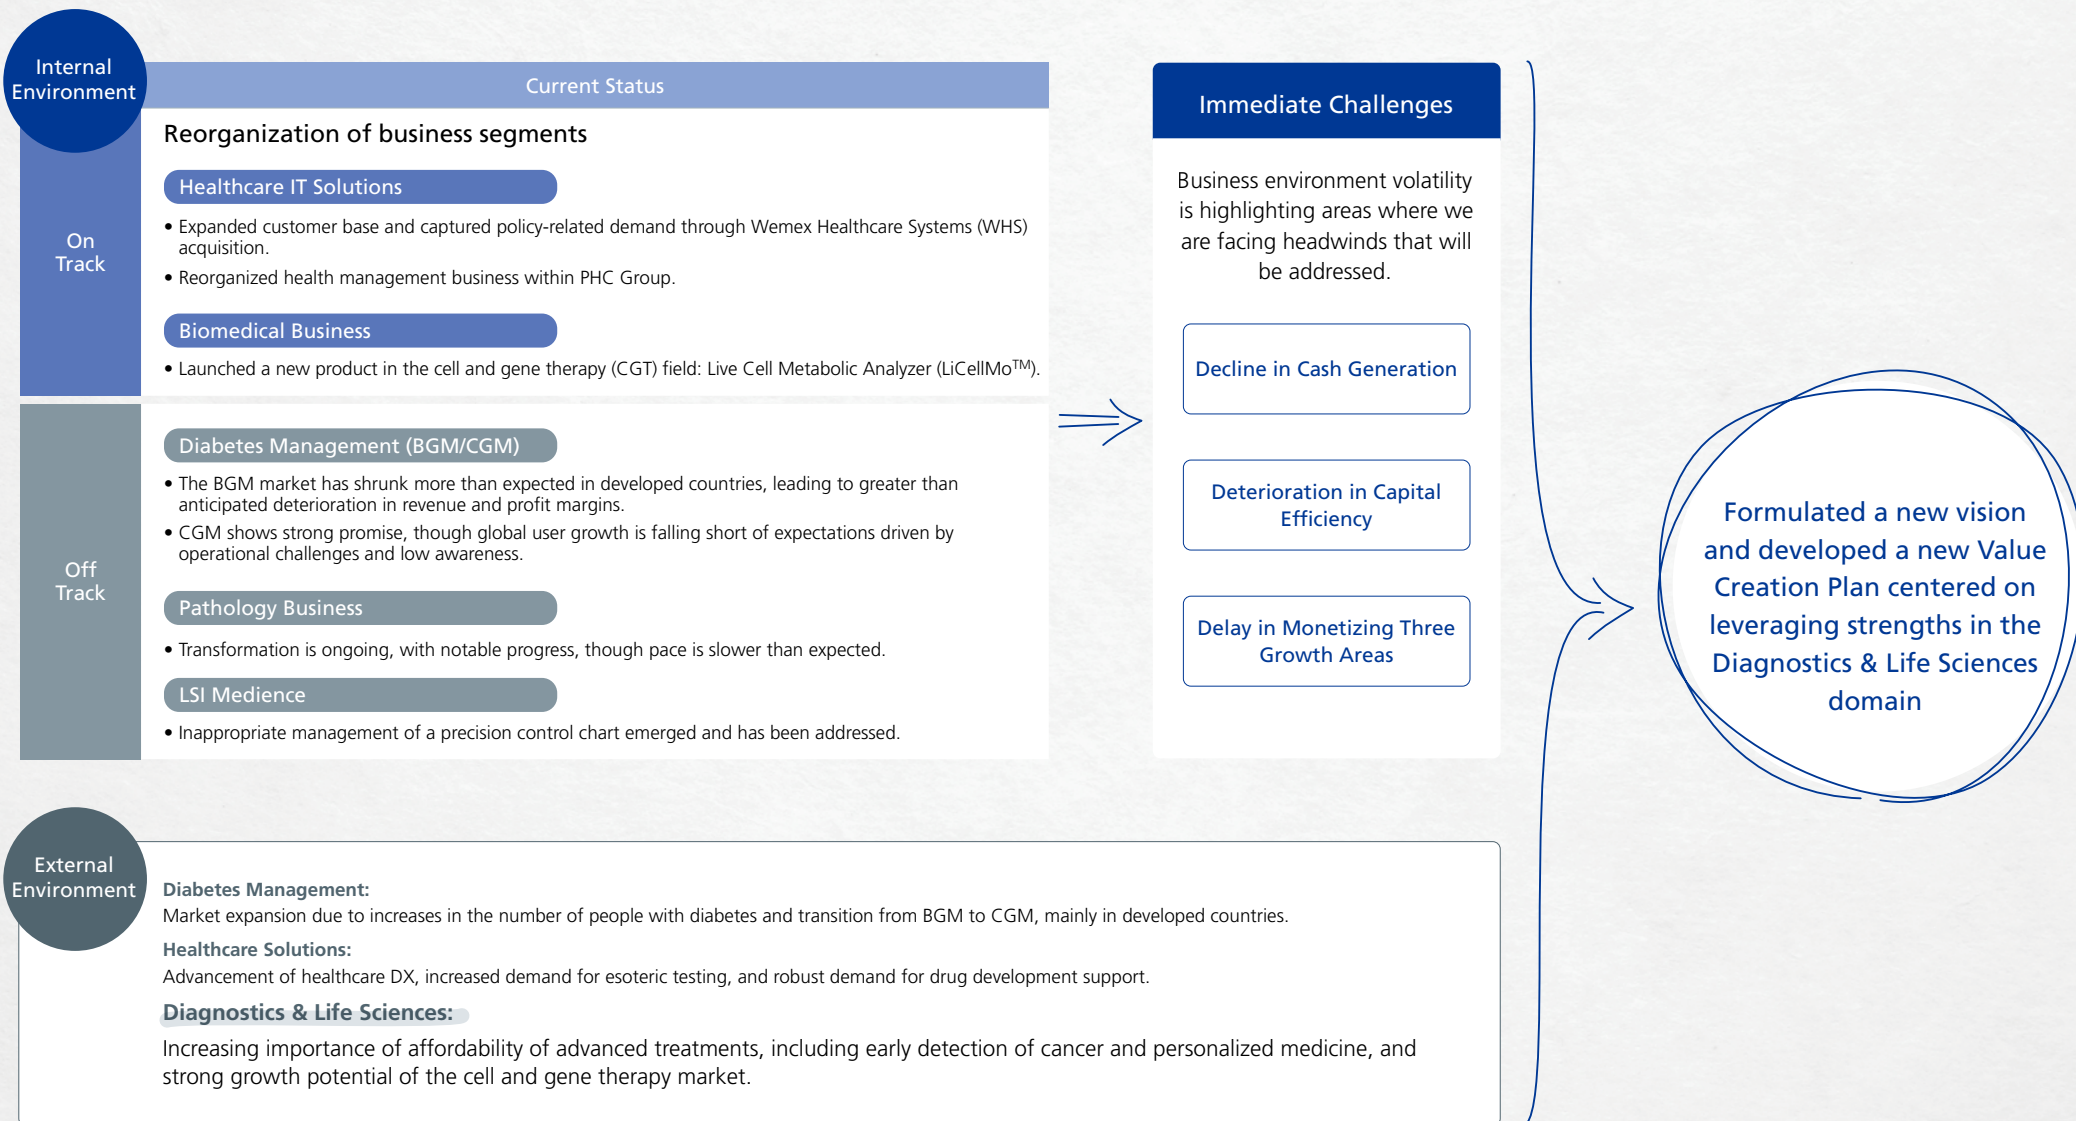 Internal
Environment
Current Status
Reorganization of business segments
On
Track
Healthcare IT Solutions
• Expanded customer base and captured policy-related demand through Wemex Healthcare Systems (WHS)
acquisition.
• Reorganized health management business within PHC Group.
Biomedical Business
• Launched a new product in the cell and gene therapy (CGT) field: Live Cell Metabolic Analyzer (LiCellMo™).
Off
Track
Diabetes Management (BGM/CGM)
• The BGM market has shrunk more than expected in developed countries, leading to greater than
anticipated deterioration in revenue and profit margins.
• CGM shows strong promise, though global user growth is falling short of expectations driven by
operational challenges and low awareness.
Pathology Business
• Transformation is ongoing, with notable progress, though pace is slower than expected.
LSI Medience
• Inappropriate management of a precision control chart emerged and has been addressed.
Immediate Challenges
Business environment volatility
is highlighting areas where we
are facing headwinds that will
be addressed.
Decline in Cash Generation
Deterioration in Capital
Efficiency
Delay in Monetizing Three
Growth Areas
Formulated a new vision
and developed a new Value
Creation Plan centered on
leveraging strengths in the
Diagnostics & Life Sciences
domain
External
Environment
Diabetes Management:
Market expansion due to increases in the number of people with diabetes and transition from BGM to CGM, mainly in developed countries.
Healthcare Solutions:
Advancement of healthcare DX, increased demand for esoteric testing, and robust demand for drug development support.
Diagnostics & Life Sciences:
Increasing importance of affordability of advanced treatments, including early detection of cancer and personalized medicine, and
strong growth potential of the cell and gene therapy market.